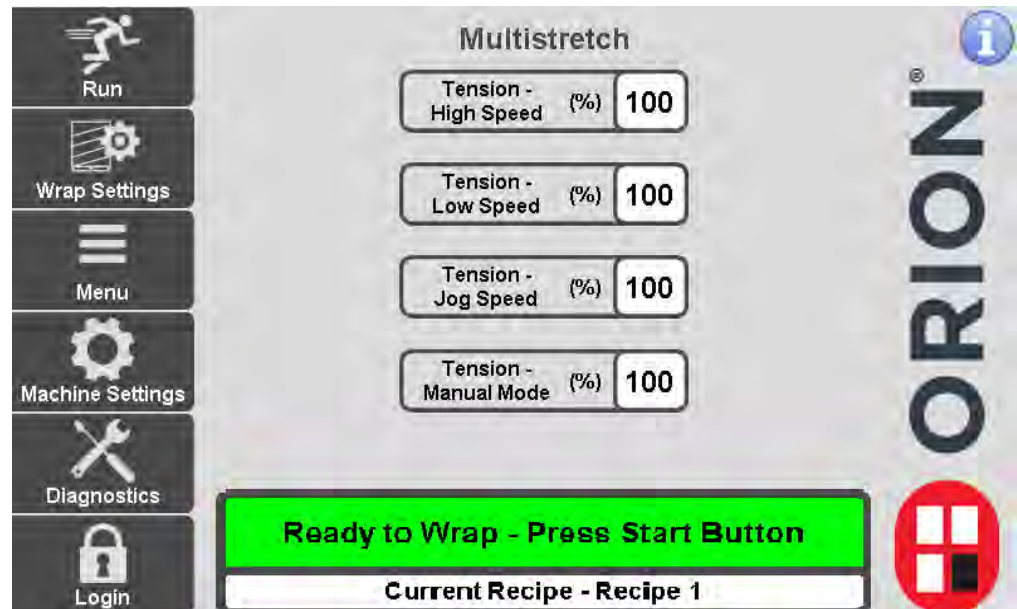 Run
Wrap Settings
Menu
Machine Settings
Diagnostics
Login
Multistretch
Tension -
High Speed (%) 100
Tension -
Low Speed (%) 100
Tension -
Jog Speed (%) 100
Tension -
Manual Mode (%) 100
Ready to Wrap - Press Start Button
Current Recipe - Recipe 1
i
ORION®